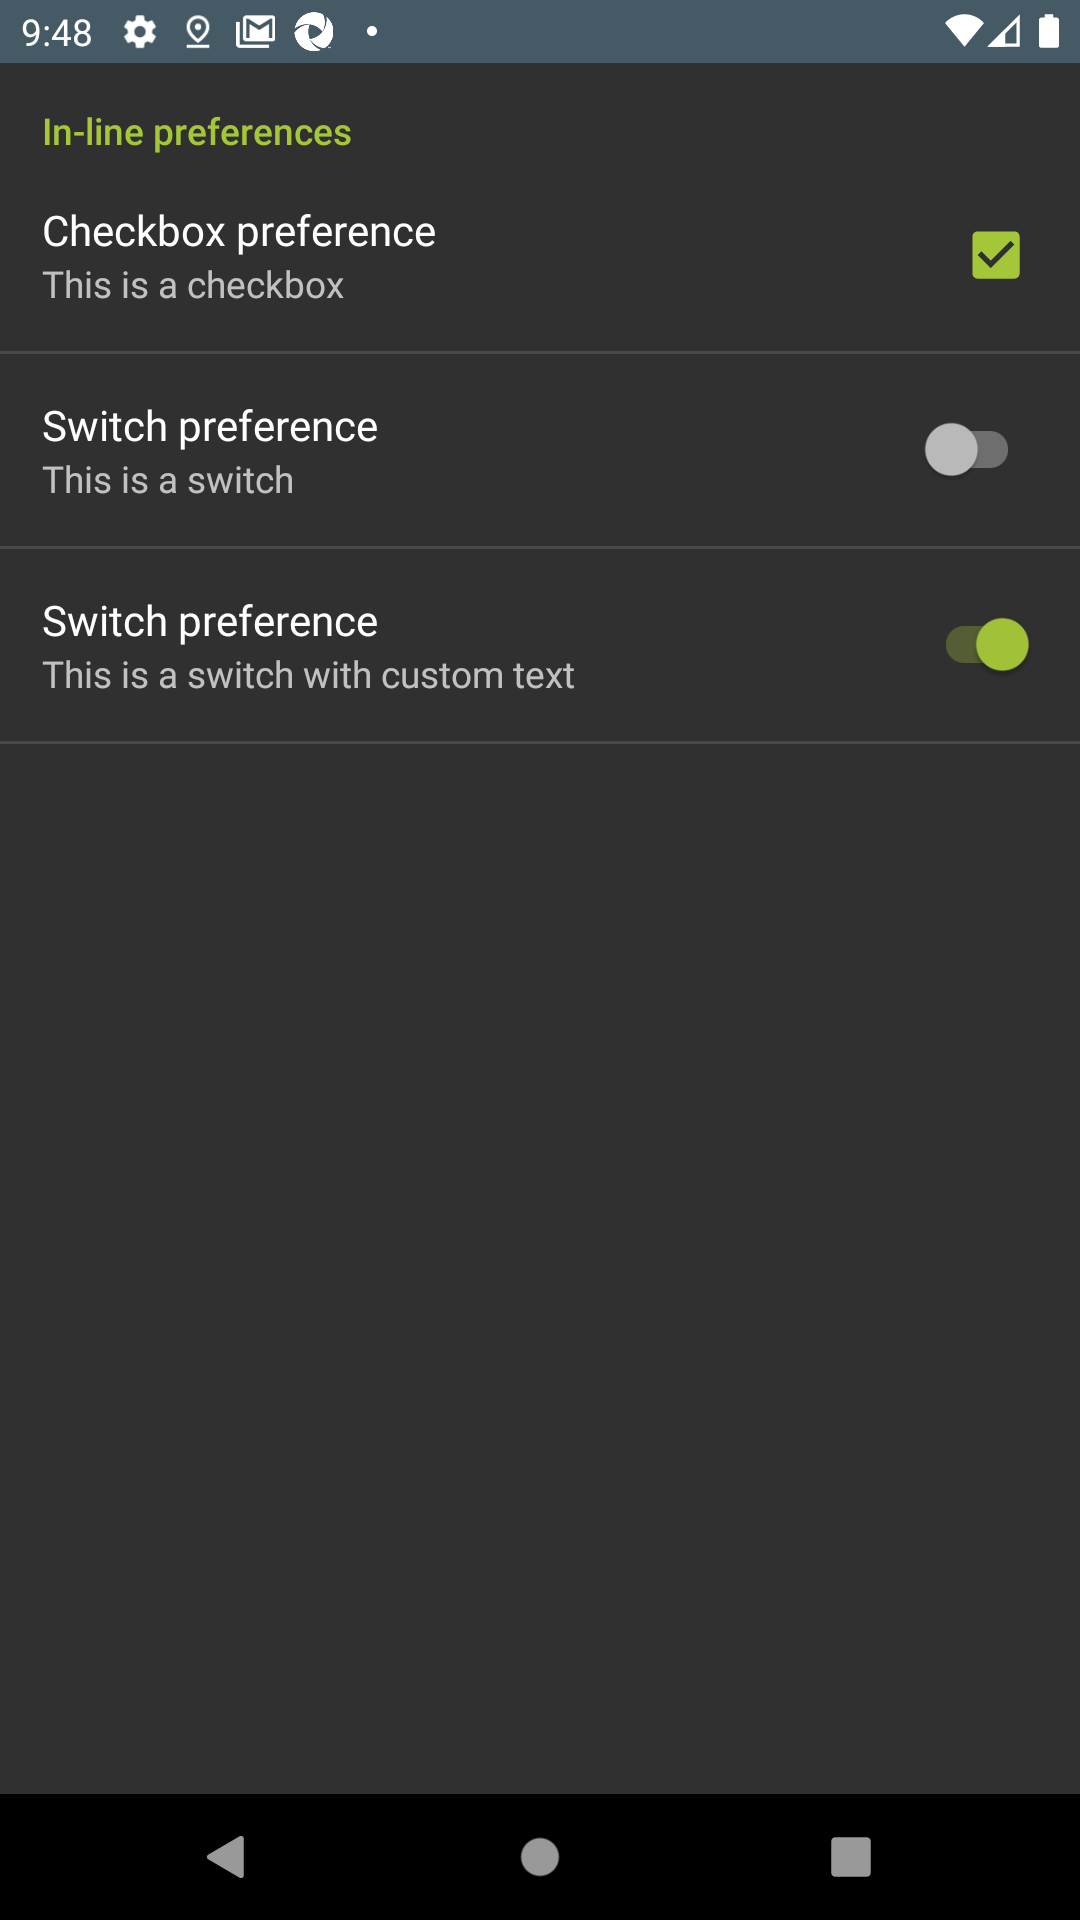 9:48
In-line preferences
Checkbox preference
This is a checkbox
Switch preference
This is a switch
Switch preference
This is a switch with custom text